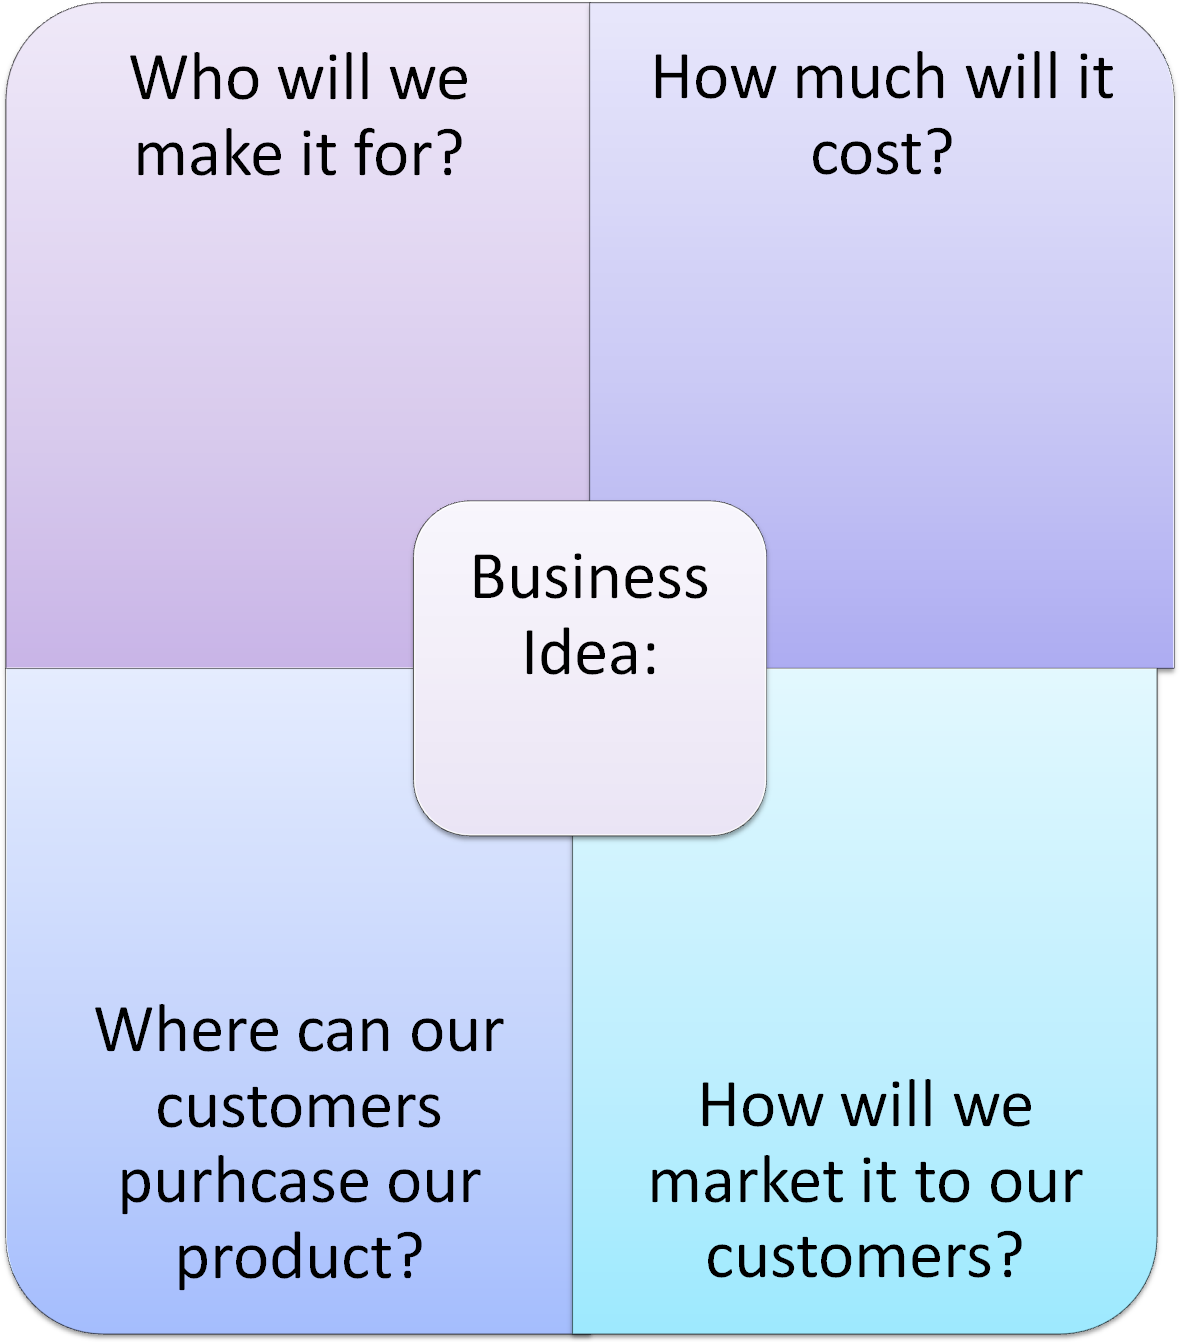 Who will we
make it for?
How much will it
cost?
Business
Idea:
Where can our
customers
purhcase our
product?
How will we
market it to our
customers?